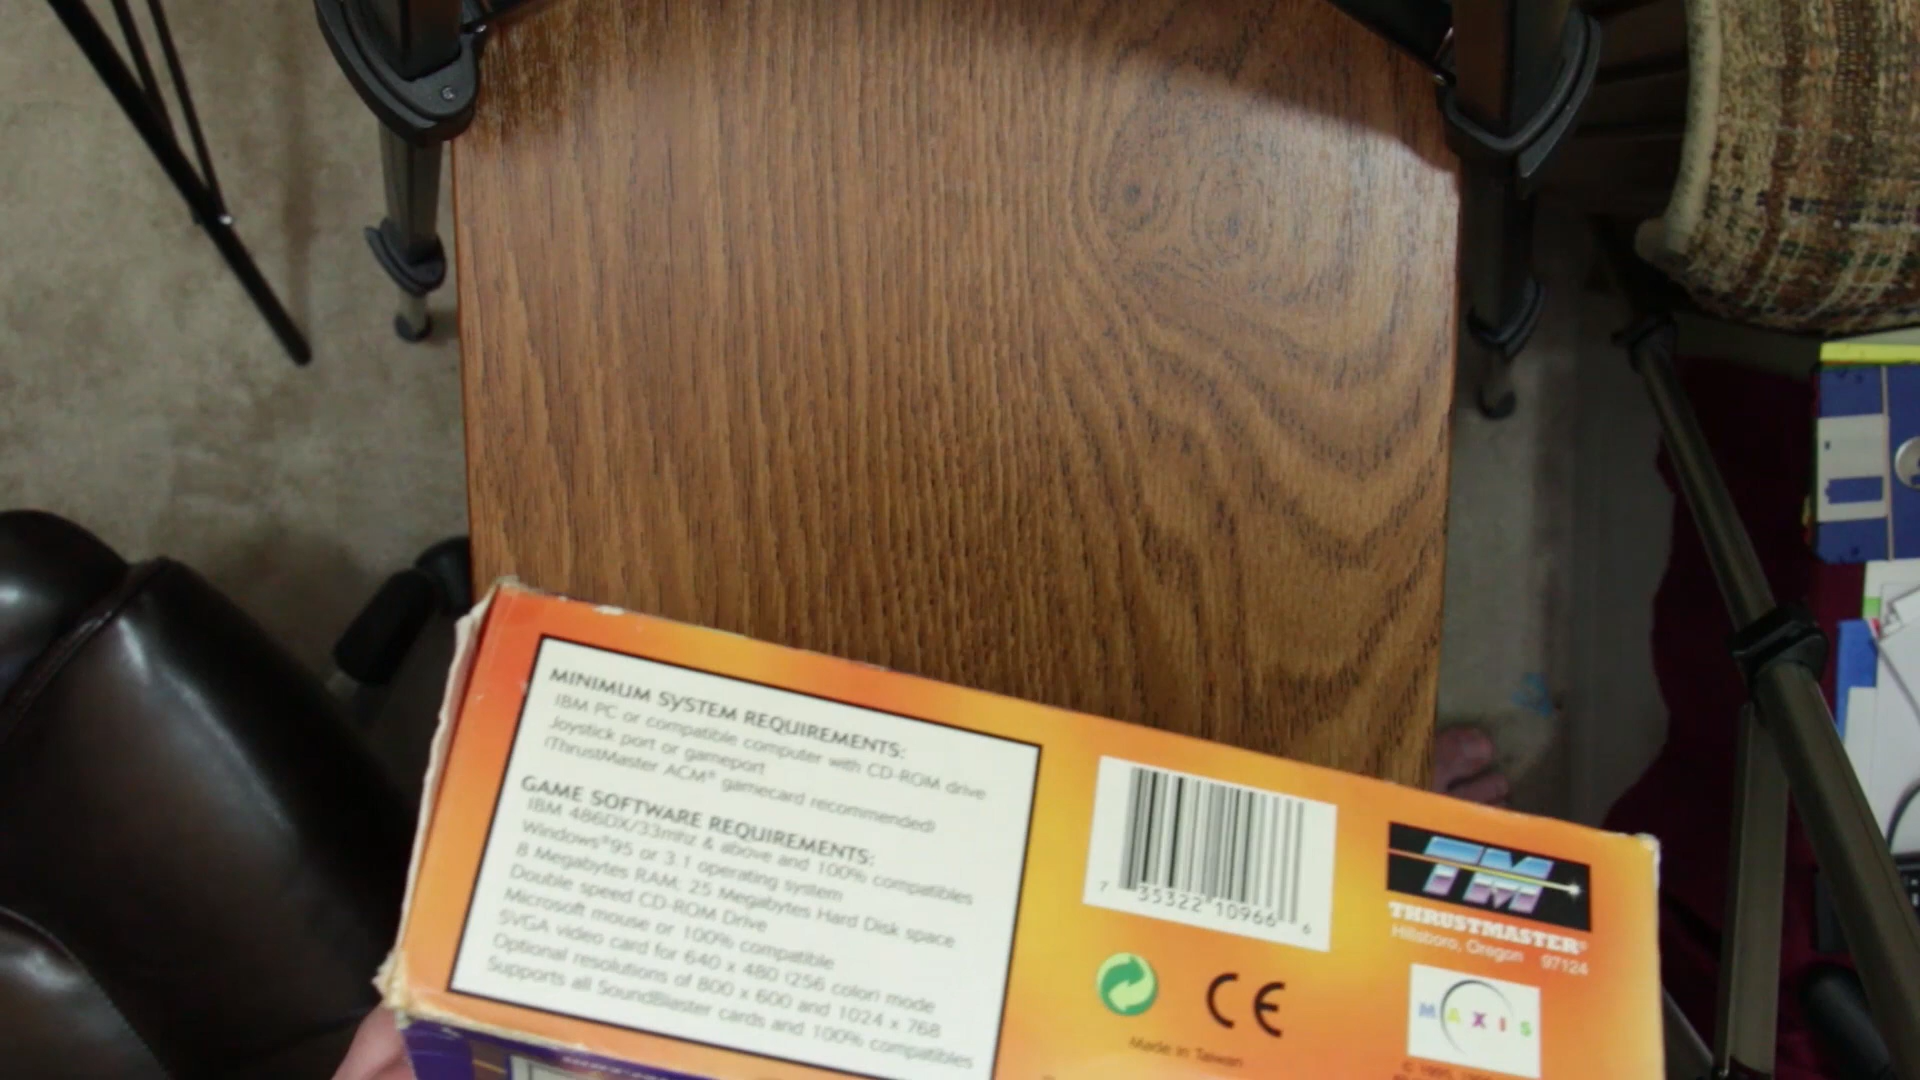 MINIMUM SYSTEM REQUIREMENTS:
IBM PC or compatible computer with CD-ROM drive
Joystick port or gameport
(ThrustMaster ACM® gamecard recommended)
GAME SOFTWARE REQUIREMENTS:
IBM 486DX/33mhz & above and 100% compatibles
Windows®95 or 3.1 operating system
8 Megabytes RAM; 25 Megabytes Hard Disk space
Double speed CD-ROM Drive
Microsoft mouse or 100% compatible
SVGA video card for 640 x 480 (256 color) mode
Optional resolutions of 800 x 600 and 1024 x 768
Supports all SoundBlaster cards and 100% compatibles
7 35322 10966 6
CE
Made in Taiwan
TM
THRUSTMASTER®
Hillsboro, Oregon 97124
MAXIS
© 1995,